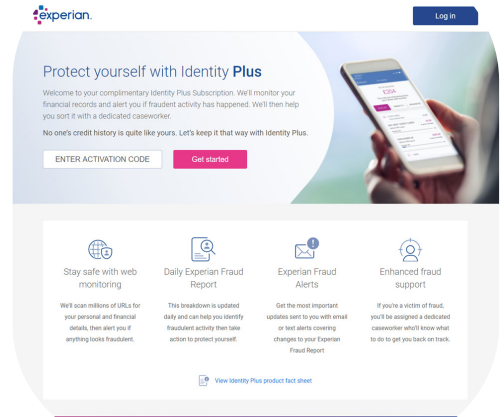 experian.
Log in
Protect yourself with Identity Plus
Welcome to your complimentary Identity Plus Subscription. We'll monitor your
financial records and alert you if fraudent activity has happened. We'll then help
you sort it with a dedicated caseworker.
No one's credit history is quite like yours. Let's keep it that way with Identity Plus.
ENTER ACTIVATION CODE
Get started
£204
Stay safe with web
monitoring
We'll scan millions of URLs for
your personal and financial
details, then alert you if
anything looks fraudulent.
Daily Experian Fraud
Report
This breakdown is updated
daily and can help you identify
fraudulent activity then take
action to protect yourself.
Experian Fraud
Alerts
Get the most important
updates sent to you with email
or text alerts covering
changes to your Experian
Fraud Report
Enhanced fraud
support
If you're a victim of fraud,
you'll be assigned a dedicated
caseworker who'll know what
to do to get you back on track.
View Identity Plus product fact sheet